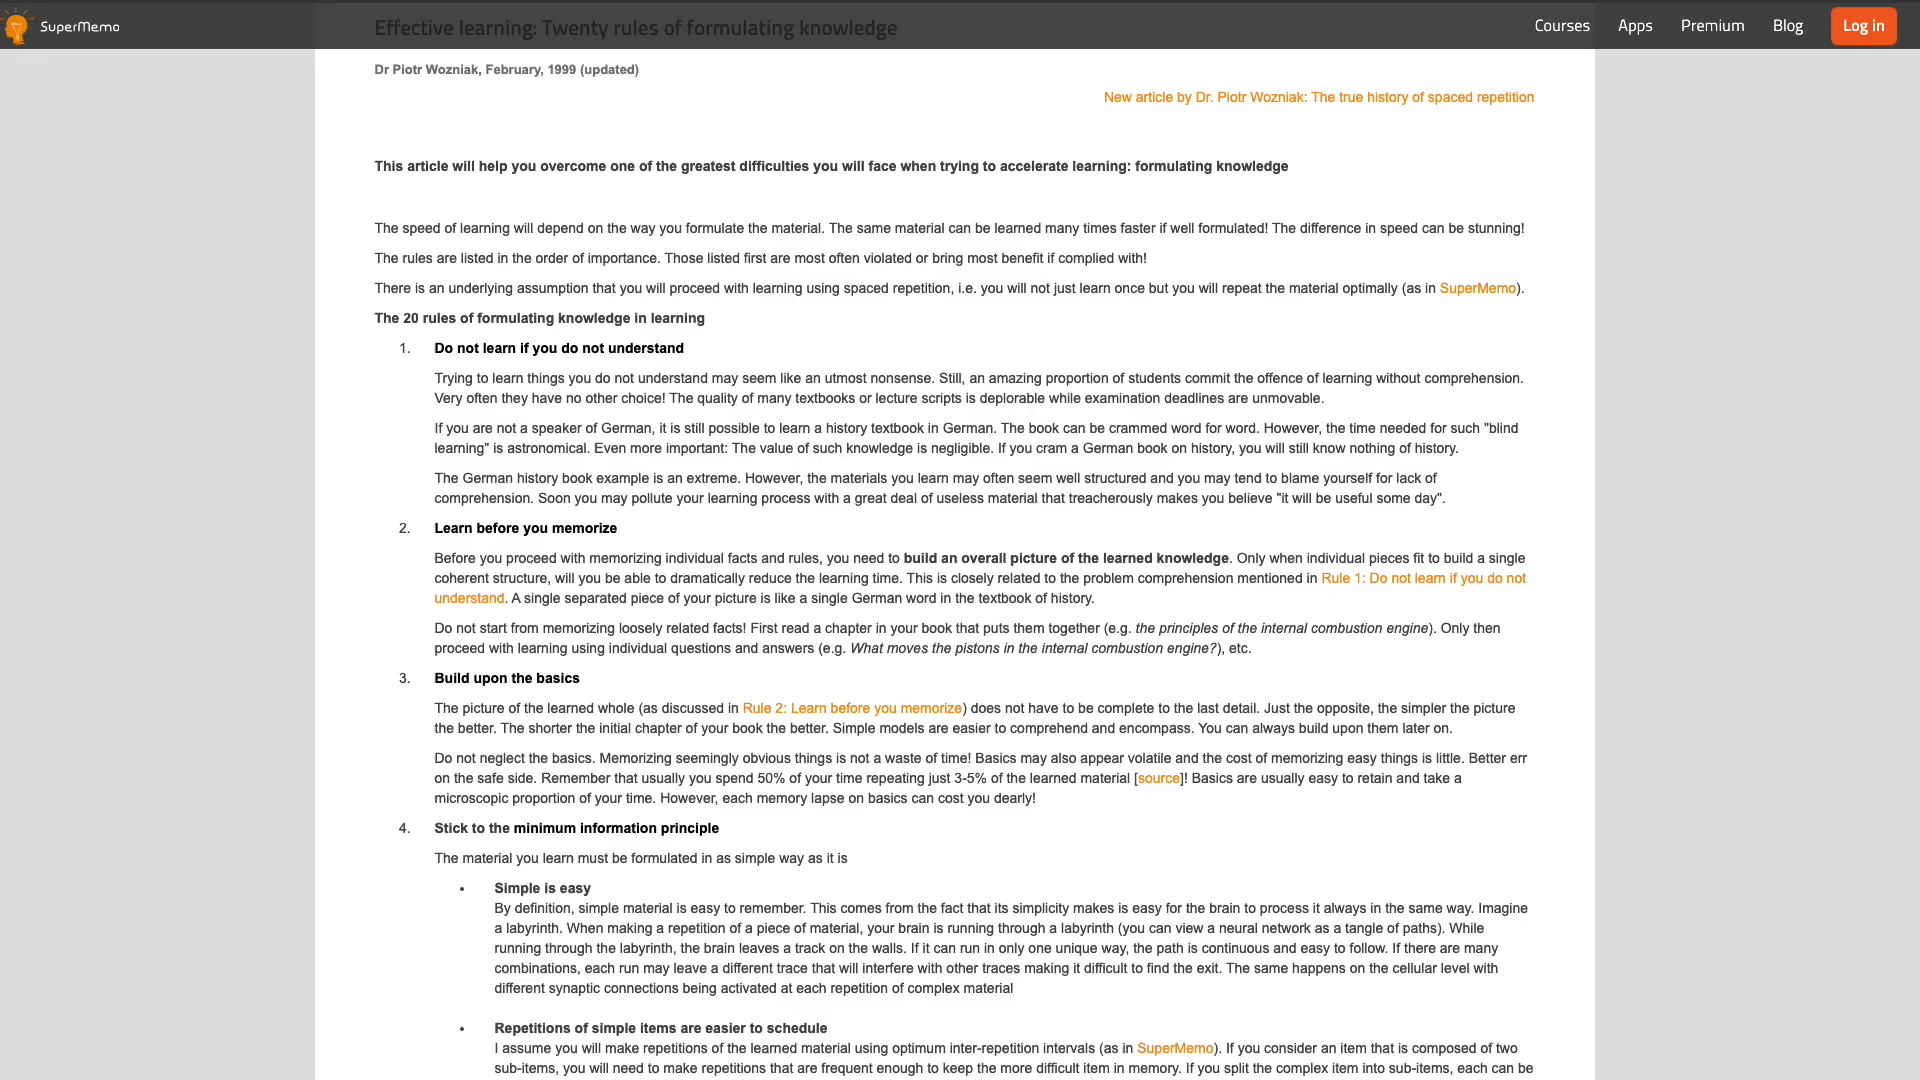 SuperMemo
Courses Apps Premium Blog Log in
Effective learning: Twenty rules of formulating knowledge
Dr Piotr Wozniak, February, 1999 (updated)
New article by Dr. Piotr Wozniak: The true history of spaced repetition
This article will help you overcome one of the greatest difficulties you will face when trying to accelerate learning: formulating knowledge
The speed of learning will depend on the way you formulate the material. The same material can be learned many times faster if well formulated! The difference in speed can be stunning!
The rules are listed in the order of importance. Those listed first are most often violated or bring most benefit if complied with!
There is an underlying assumption that you will proceed with learning using spaced repetition, i.e. you will not just learn once but you will repeat the material optimally (as in SuperMemo).
The 20 rules of formulating knowledge in learning
1. Do not learn if you do not understand
Trying to learn things you do not understand may seem like an utmost nonsense. Still, an amazing proportion of students commit the offence of learning without comprehension.
Very often they have no other choice! The quality of many textbooks or lecture scripts is deplorable while examination deadlines are unmovable.
If you are not a speaker of German, it is still possible to learn a history textbook in German. The book can be crammed word for word. However, the time needed for such "blind
learning" is astronomical. Even more important: The value of such knowledge is negligible. If you cram a German book on history, you will still know nothing of history.
The German history book example is an extreme. However, the materials you learn may often seem well structured and you may tend to blame yourself for lack of
comprehension. Soon you may pollute your learning process with a great deal of useless material that treacherously makes you believe "it will be useful some day".
2. Learn before you memorize
Before you proceed with memorizing individual facts and rules, you need to build an overall picture of the learned knowledge. Only when individual pieces fit to build a single
coherent structure, will you be able to dramatically reduce the learning time. This is closely related to the problem comprehension mentioned in Rule 1: Do not learn if you do not
understand. A single separated piece of your picture is like a single German word in the textbook of history.
Do not start from memorizing loosely related facts! First read a chapter in your book that puts them together (e.g. the principles of the internal combustion engine). Only then
proceed with learning using individual questions and answers (e.g. What moves the pistons in the internal combustion engine?), etc.
3. Build upon the basics
The picture of the learned whole (as discussed in Rule 2: Learn before you memorize) does not have to be complete to the last detail. Just the opposite, the simpler the picture
the better. The shorter the initial chapter of your book the better. Simple models are easier to comprehend and encompass. You can always build upon them later on.
Do not neglect the basics. Memorizing seemingly obvious things is not a waste of time! Basics may also appear volatile and the cost of memorizing easy things is little. Better err
on the safe side. Remember that usually you spend 50% of your time repeating just 3-5% of the learned material [source]! Basics are usually easy to retain and take a
microscopic proportion of your time. However, each memory lapse on basics can cost you dearly!
4. Stick to the minimum information principle
The material you learn must be formulated in as simple way as it is
• Simple is easy
By definition, simple material is easy to remember. This comes from the fact that its simplicity makes is easy for the brain to process it always in the same way. Imagine
a labyrinth. When making a repetition of a piece of material, your brain is running through a labyrinth (you can view a neural network as a tangle of paths). While
running through the labyrinth, the brain leaves a track on the walls. If it can run in only one unique way, the path is continuous and easy to follow. If there are many
combinations, each run may leave a different trace that will interfere with other traces making it difficult to find the exit. The same happens on the cellular level with
different synaptic connections being activated at each repetition of complex material
• Repetitions of simple items are easier to schedule
I assume you will make repetitions of the learned material using optimum inter-repetition intervals (as in SuperMemo). If you consider an item that is composed of two
sub-items, you will need to make repetitions that are frequent enough to keep the more difficult item in memory. If you split the complex item into sub-items, each can be